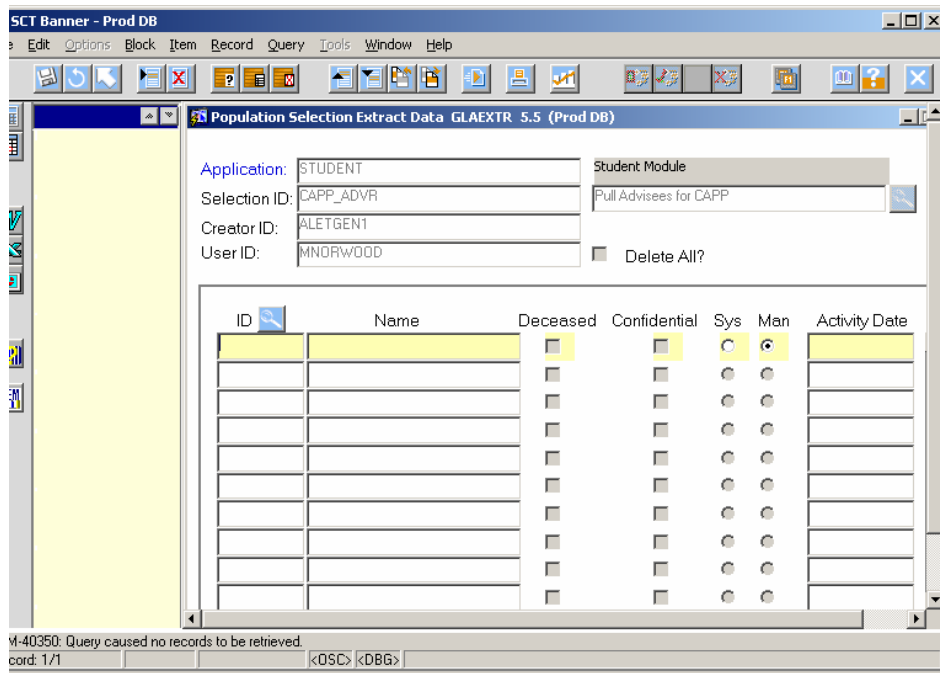 SCT Banner - Prod DB
Edit Options Block Item Record Query Tools Window Help
Population Selection Extract Data GLAEXTR 5.5 (Prod DB)
Application: STUDENT Student Module
Selection ID: CAPP_ADVR Pull Advisees for CAPP
Creator ID: ALETGEN1
User ID: MNORWOOD Delete All?
ID Name Deceased Confidential Sys Man Activity Date
M-40350: Query caused no records to be retrieved.
cord: 1/1 <OSC> <DBG>